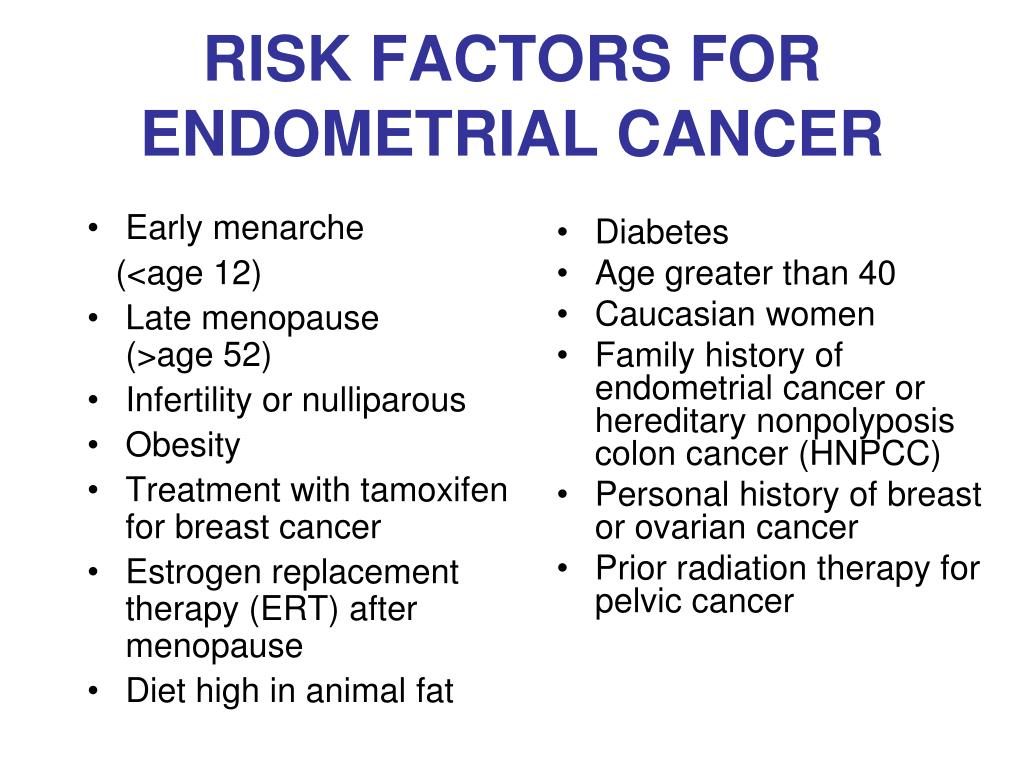 RISK FACTORS FOR
ENDOMETRIAL CANCER
• Early menarche
(<age 12)
• Late menopause
(>age 52)
• Infertility or nulliparous
• Obesity
• Treatment with tamoxifen
for breast cancer
• Estrogen replacement
therapy (ERT) after
menopause
• Diet high in animal fat
• Diabetes
• Age greater than 40
• Caucasian women
• Family history of
endometrial cancer or
hereditary nonpolyposis
colon cancer (HNPCC)
• Personal history of breast
or ovarian cancer
• Prior radiation therapy for
pelvic cancer